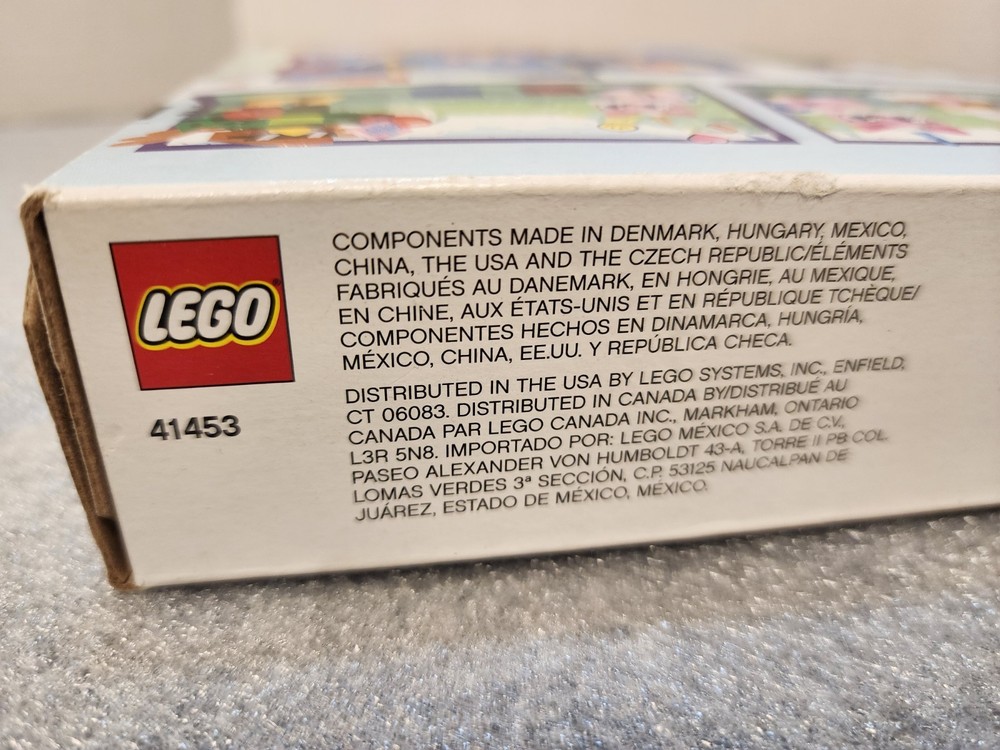 LEGO
41453
COMPONENTS MADE IN DENMARK, HUNGARY, MEXICO,
CHINA, THE USA AND THE CZECH REPUBLIC/ÉLÉMENTS
FABRIQUÉS AU DANEMARK, EN HONGRIE, AU MEXIQUE,
EN CHINE, AUX ÉTATS-UNIS ET EN RÉPUBLIQUE TCHÈQUE/
COMPONENTES HECHOS EN DINAMARCA, HUNGRÍA,
MÉXICO, CHINA, EE.UU. Y REPÚBLICA CHECA.
DISTRIBUTED IN THE USA BY LEGO SYSTEMS, INC., ENFIELD,
CT 06083. DISTRIBUTED IN CANADA BY/DISTRIBUÉ AU
CANADA PAR LEGO CANADA INC., MARKHAM, ONTARIO
L3R 5N8. IMPORTADO POR: LEGO MÉXICO S.A. DE C.V.,
PASEO ALEXANDER VON HUMBOLDT 43-A, TORRE II PB COL.
LOMAS VERDES 3ª SECCIÓN, C.P. 53125 NAUCALPAN DE
JUÁREZ, ESTADO DE MÉXICO, MÉXICO.